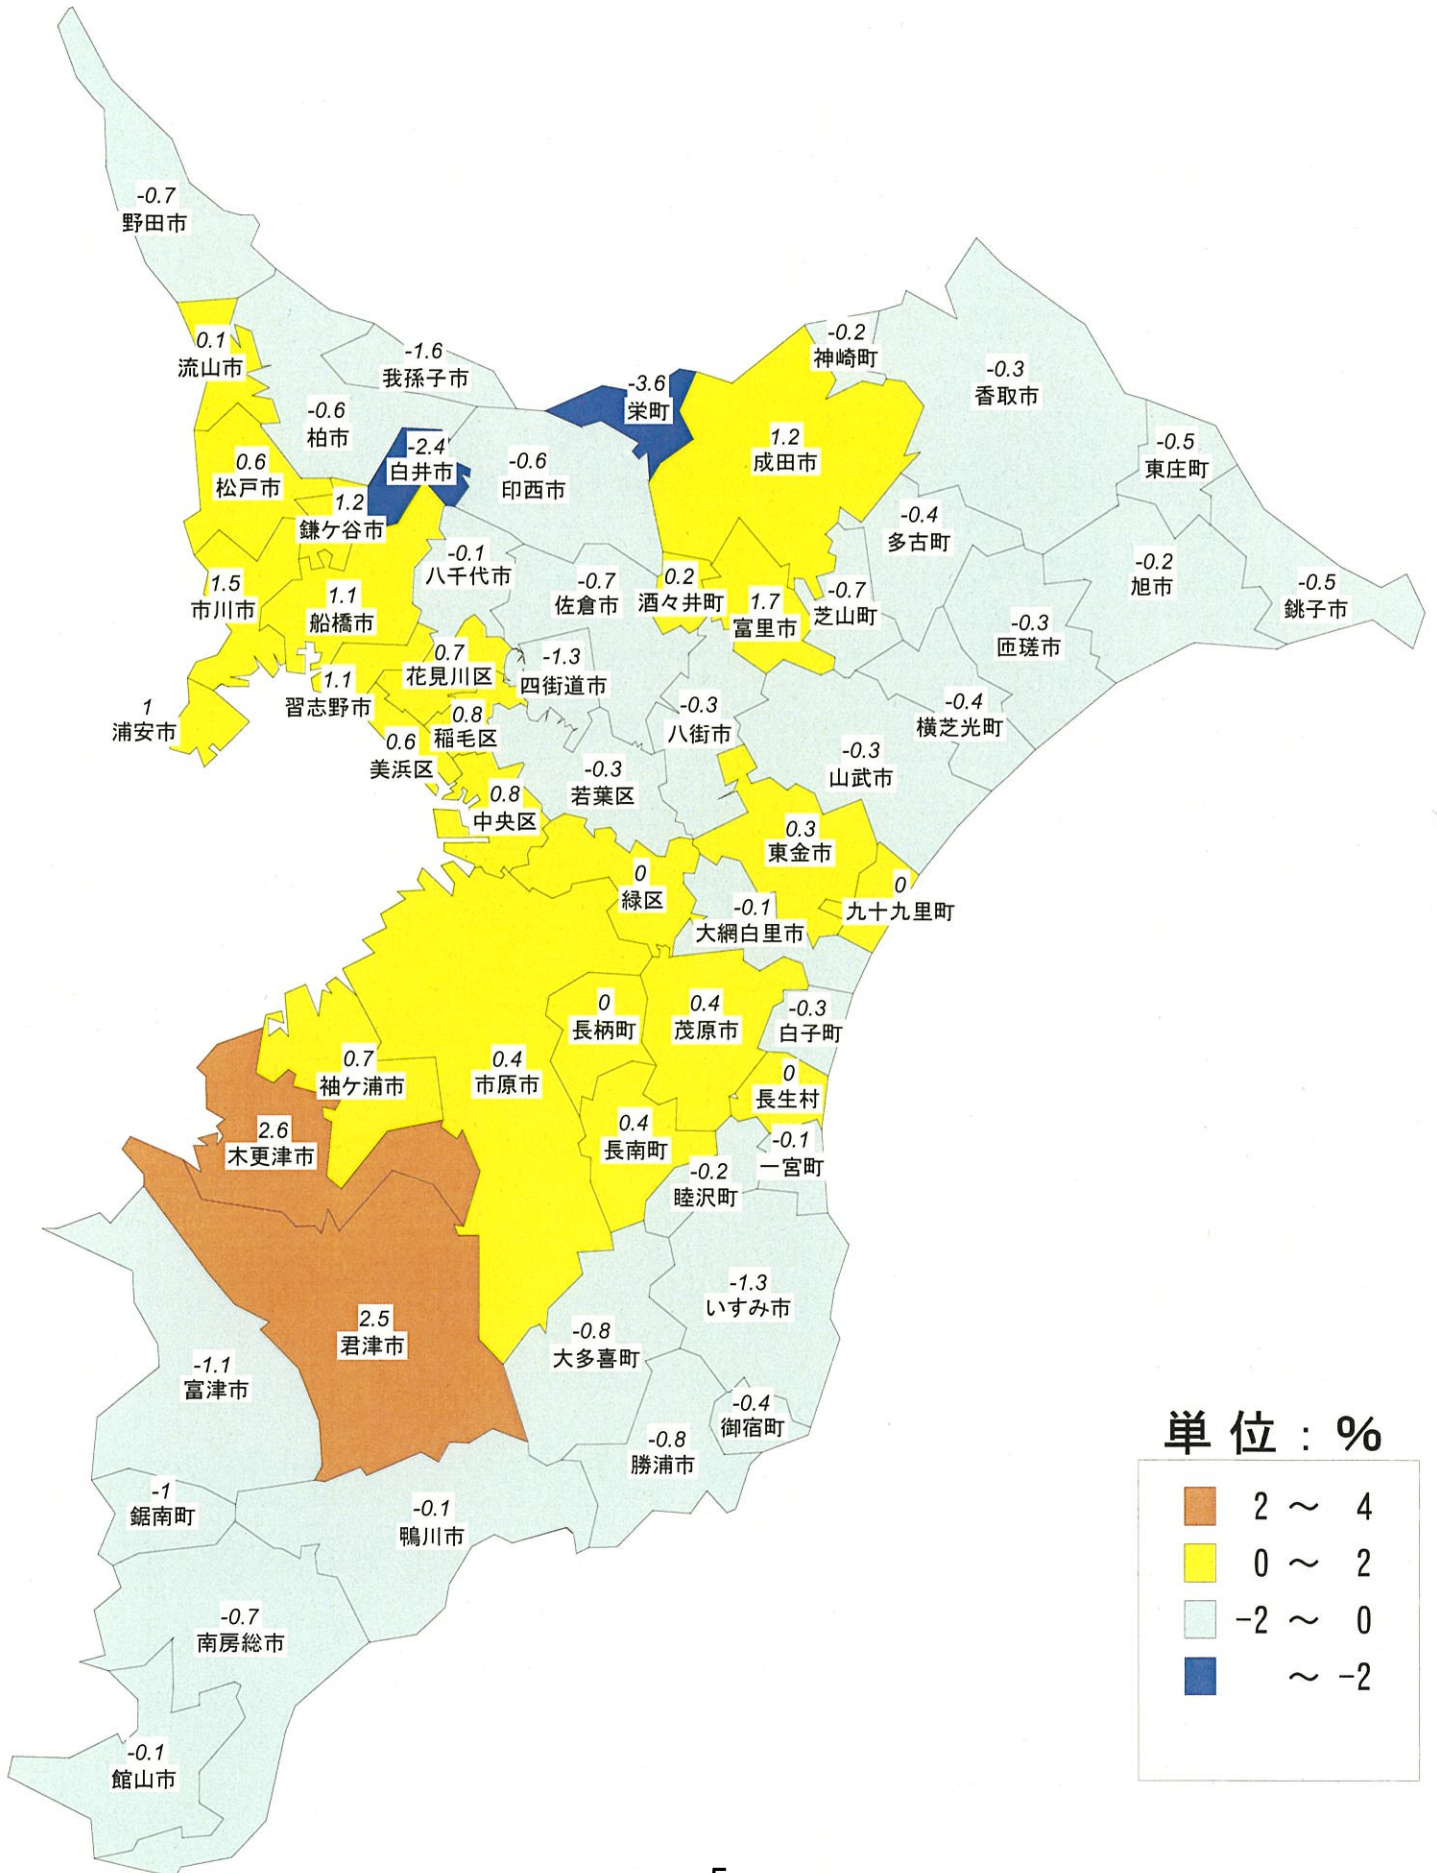 -0.7
野田市
0.1
流山市
-1.6
我孫子市
-0.6
柏市
-3.6
栄町
-0.2
神崎町
-0.3
香取市
0.6
松戸市
-2.4
白井市
-0.6
印西市
1.2
成田市
-0.5
東庄町
1.2
鎌ケ谷市
-0.4
多古町
-0.1
八千代市
-0.7
佐倉市
0.2
酒々井町
1.7
富里市
-0.7
芝山町
-0.2
旭市
-0.5
銚子市
1.5
市川市
1.1
船橋市
-0.3
匝瑳市
0.7
花見川区
-1.3
四街道市
1.1
習志野市
1
浦安市
0.8
稲毛区
-0.3
八街市
-0.4
横芝光町
0.6
美浜区
-0.3
若葉区
-0.3
山武市
0.8
中央区
0.3
東金市
0
緑区
0
九十九里町
-0.1
大網白里市
0
長柄町
0.4
茂原市
-0.3
白子町
0.7
袖ケ浦市
0.4
市原市
0
長生村
2.6
木更津市
0.4
長南町
-0.1
一宮町
-0.2
睦沢町
-1.3
いすみ市
2.5
君津市
-0.8
大多喜町
-1.1
富津市
-0.4
御宿町
-0.8
勝浦市
-1
鋸南町
-0.1
鴨川市
-0.7
南房総市
-0.1
館山市
単位：%
2 ～ 4
0 ～ 2
-2 ～ 0
～ -2